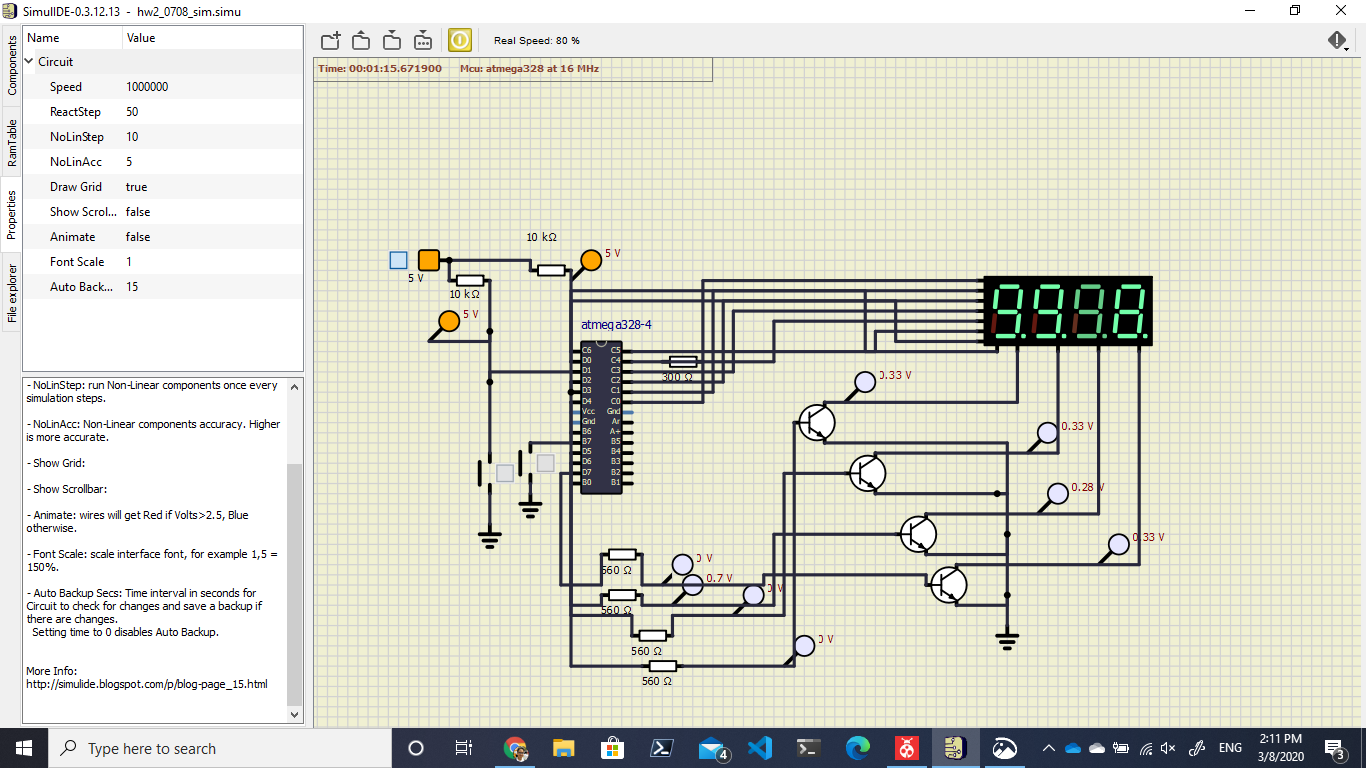 SimulIDE-0.3.12.13 - hw2_0708_sim.simu
Components
RamTable
Properties
File explorer
Name Value
Circuit
Speed 1000000
ReactStep 50
NoLinStep 10
NoLinAcc 5
Draw Grid true
Show Scrol... false
Animate false
Font Scale 1
Auto Back... 15
- NoLinStep: run Non-Linear components once every
simulation steps.
- NoLinAcc: Non-Linear components accuracy. Higher
is more accurate.
- Show Grid:
- Show Scrollbar:
- Animate: wires will get Red if Volts>2.5, Blue
otherwise.
- Font Scale: scale interface font, for example 1,5 =
150%.
- Auto Backup Secs: Time interval in seconds for
Circuit to check for changes and save a backup if
there are changes.
Setting time to 0 disables Auto Backup.
More Info:
http://simulide.blogspot.com/p/blog-page_15.html
Real Speed: 80 %
Time: 00:01:15.671900 Mcu: atmega328 at 16 MHz
10 kΩ
5 V
5 V
10 kΩ
5 V
atmega328-4
C6 C5
D0 C4
D1 C3
D2 C2
D3 C1
D4 C0
Vcc Gnd
Gnd Ar
B6 A+
B7 B5
D5 B4
D6 B3
D7 B2
B0 B1
300 Ω
0.33 V
0.33 V
0.28 V
0.33 V
560 Ω
0 V
0.7 V
0 V
560 Ω
560 Ω
0 V
560 Ω
Type here to search
4
ENG
2:11 PM
3/8/2020
3